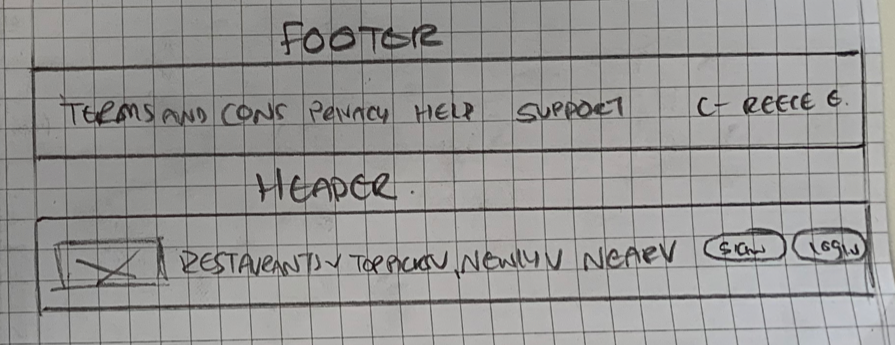 FOOTER
TERMS AND CONS PRIVACY HELP SUPPORT C- REECE G.
HEADER.
RESTAURANTS V TOP PICKS V NEWLY V NEAR V SIGN LOGIN